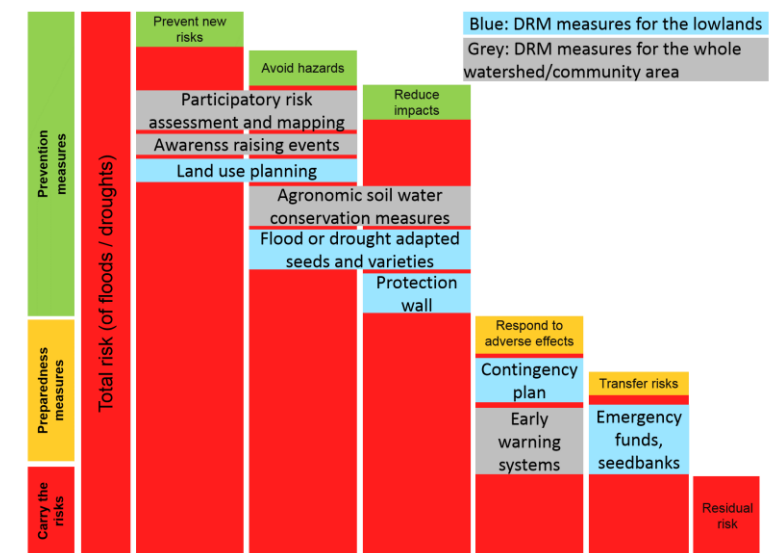 Prevent new
risks
Blue: DRM measures for the lowlands
Grey: DRM measures for the whole
watershed/community area
Avoid hazards
Reduce
impacts
Participatory risk
assessment and mapping
Awarenss raising events
Land use planning
Agronomic soil water
conservation measures
Flood or drought adapted
seeds and varieties
Protection
wall
Prevention
measures
Total risk (of floods / droughts)
Respond to
adverse effects
Contingency
plan
Transfer risks
Early
warning
systems
Emergency
funds,
seedbanks
Preparedness
measures
Carry the
risks
Residual
risk